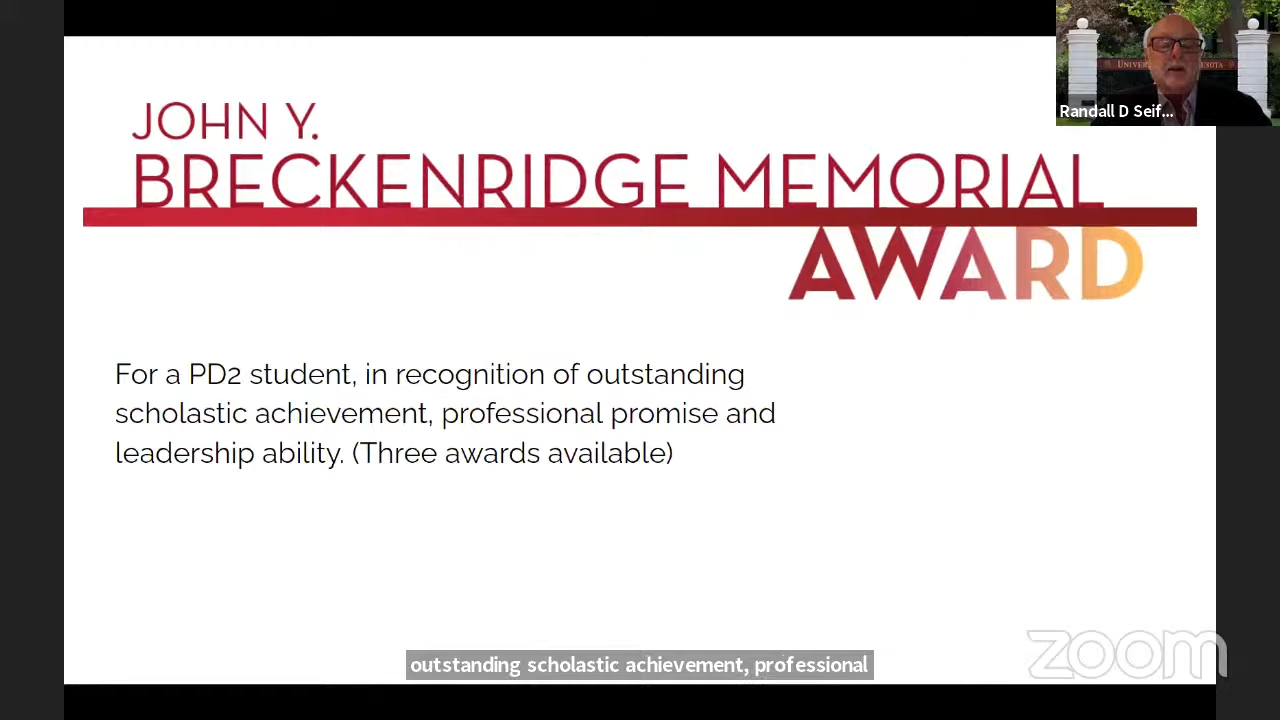 JOHN Y.
BRECKENRIDGE MEMORIAL
AWARD
Randall D Seif...
For a PD2 student, in recognition of outstanding
scholastic achievement, professional promise and
leadership ability. (Three awards available)
outstanding scholastic achievement, professional
zoom